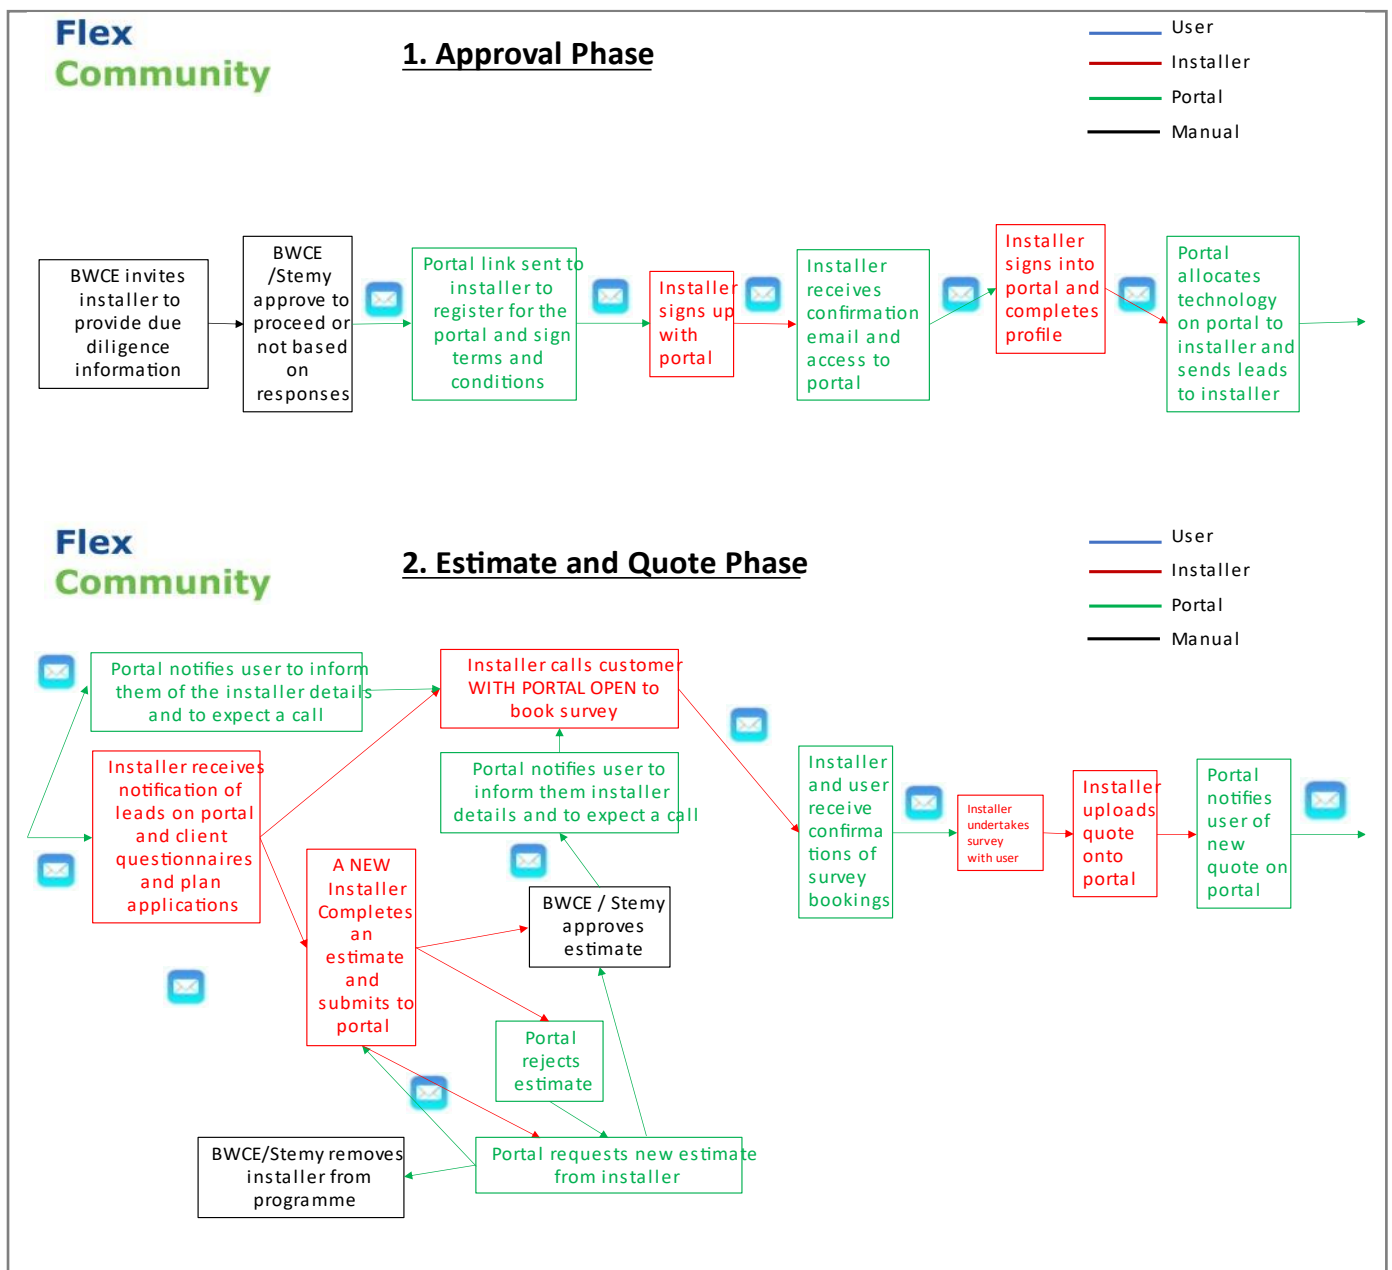 Flex
Community
1. Approval Phase
User
Installer
Portal
Manual
BWCE invites
installer to
provide due
diligence
information
BWCE
/Stemy
approve to
proceed or
not based
on
responses
Portal link sent to
installer to
register for the
portal and sign
terms and
conditions
Installer
signs up
with
portal
Installer
receives
confirmation
email and
access to
portal
Installer
signs into
portal and
completes
profile
Portal
allocates
technology
on portal to
installer and
sends leads
to installer
Flex
Community
2. Estimate and Quote Phase
User
Installer
Portal
Manual
Portal notifies user to inform
them of the installer details
and to expect a call
Installer calls customer
WITH PORTAL OPEN to
book survey
Installer receives
notification of
leads on portal
and client
questionnaires
and plan
applications
Portal notifies user to
inform them installer
details and to expect a call
Installer
and user
receive
confirma
tions of
survey
bookings
Installer
undertakes
survey
with user
Installer
uploads
quote
onto
portal
Portal
notifies
user of
new
quote on
portal
A NEW
Installer
Completes
an
estimate
and
submits to
portal
BWCE / Stemy
approves
estimate
Portal
rejects
estimate
BWCE/Stemy removes
installer from
programme
Portal requests new estimate
from installer